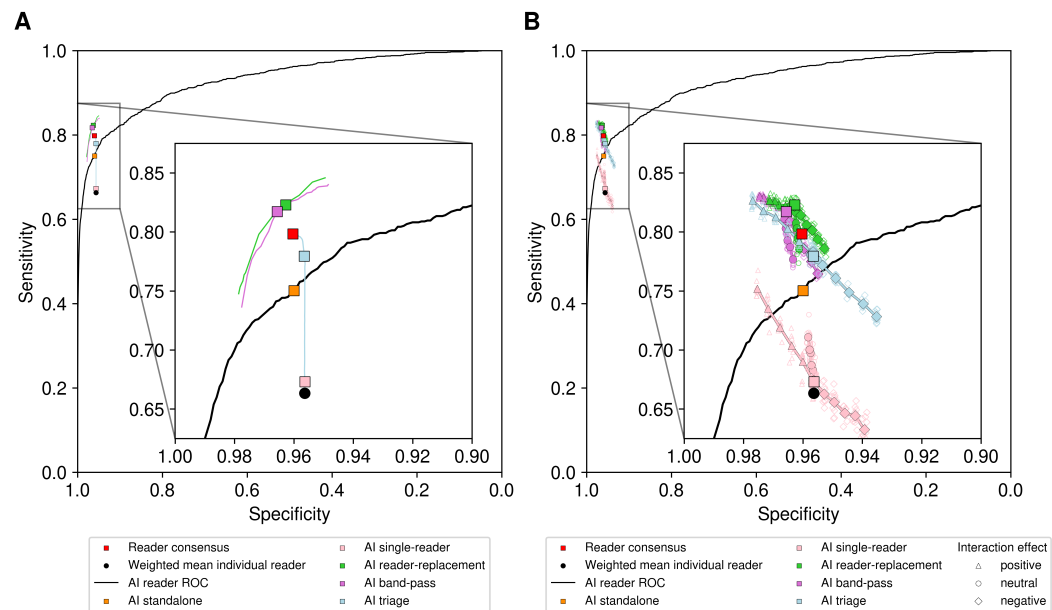 A
1.0
0.8
0.6
0.4
0.2
0.0
Sensitivity
1.0
0.8
0.6
0.4
0.2
0.0
Specificity
0.85
0.80
0.75
0.70
0.65
1.00
0.98
0.96
0.94
0.92
0.90
Reader consensus
Weighted mean individual reader
AI reader ROC
AI standalone
AI single-reader
AI reader-replacement
AI band-pass
AI triage
B
1.0
0.8
0.6
0.4
0.2
0.0
Sensitivity
1.0
0.8
0.6
0.4
0.2
0.0
Specificity
0.85
0.80
0.75
0.70
0.65
1.00
0.98
0.96
0.94
0.92
0.90
Reader consensus
Weighted mean individual reader
AI reader ROC
AI standalone
AI single-reader
AI reader-replacement
AI band-pass
AI triage
Interaction effect
positive
neutral
negative